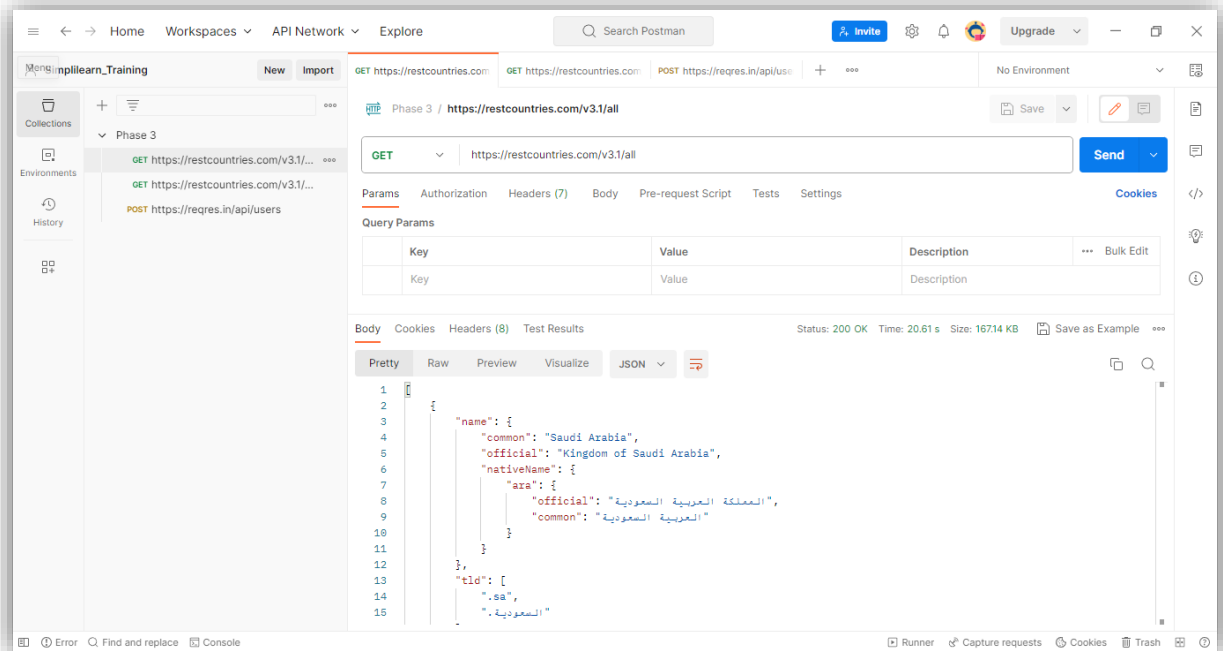 Home Workspaces API Network Explore Search Postman Invite Upgrade
Simplilearn_Training New Import GET https://restcountries.com GET https://restcountries.com POST https://reqres.in/api/use No Environment
Menu
Phase 3 / https://restcountries.com/v3.1/all Save
Collections
Phase 3
GET https://restcountries.com/v3.1/... GET https://restcountries.com/v3.1/all Send
Environments
GET https://restcountries.com/v3.1/... Params Authorization Headers (7) Body Pre-request Script Tests Settings Cookies
History
POST https://reqres.in/api/users
Query Params
Key Value Description Bulk Edit
Key Value Description
Body Cookies Headers (8) Test Results Status: 200 OK Time: 20.61 s Size: 167.14 KB Save as Example
Pretty Raw Preview Visualize JSON
1 [
2 {
3 "name": {
4 "common": "Saudi Arabia",
5 "official": "Kingdom of Saudi Arabia",
6 "nativeName": {
7 "ara": {
8 "official": "المملكة العربية السعودية",
9 "common": "العربية السعودية"
10 }
11 }
12 },
13 "tld": [
14 ".sa",
15 ".السعودية"
Error Find and replace Console Runner Capture requests Cookies Trash